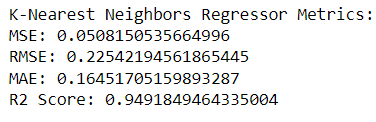 K-Nearest Neighbors Regressor Metrics:
MSE: 0.0508150535664996
RMSE: 0.22542194561865445
MAE: 0.16451705159893287
R2 Score: 0.9491849464335004